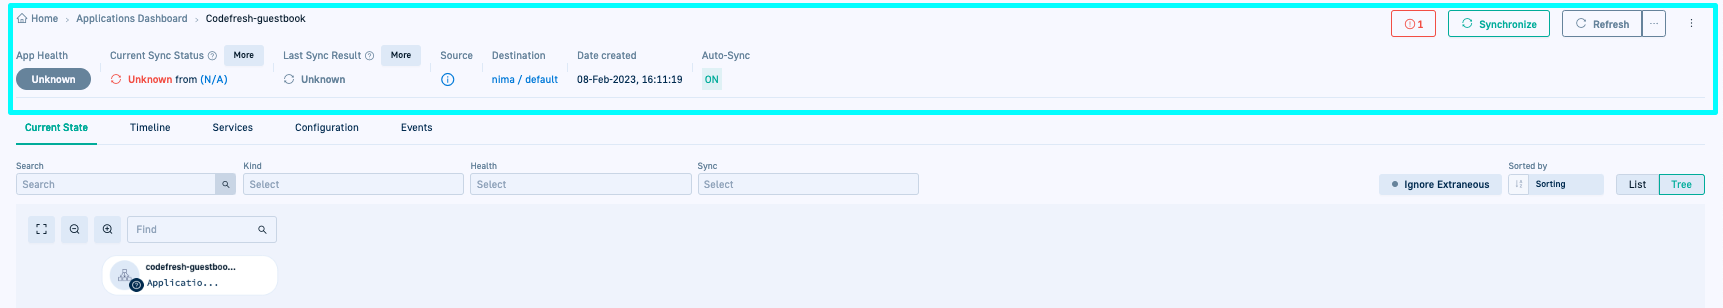 Home > Applications Dashboard > Codefresh-guestbook
1 Synchronize Refresh ...
App Health Current Sync Status More Last Sync Result More Source Destination Date created Auto-Sync
Unknown Unknown from (N/A) Unknown nima / default 08-Feb-2023, 16:11:19 ON
Current State Timeline Services Configuration Events
Search Kind Health Sync Sorted by
Search Select Select Select Ignore Extraneous Sorting List Tree
Find
codefresh-guestboo...
Applicatio...